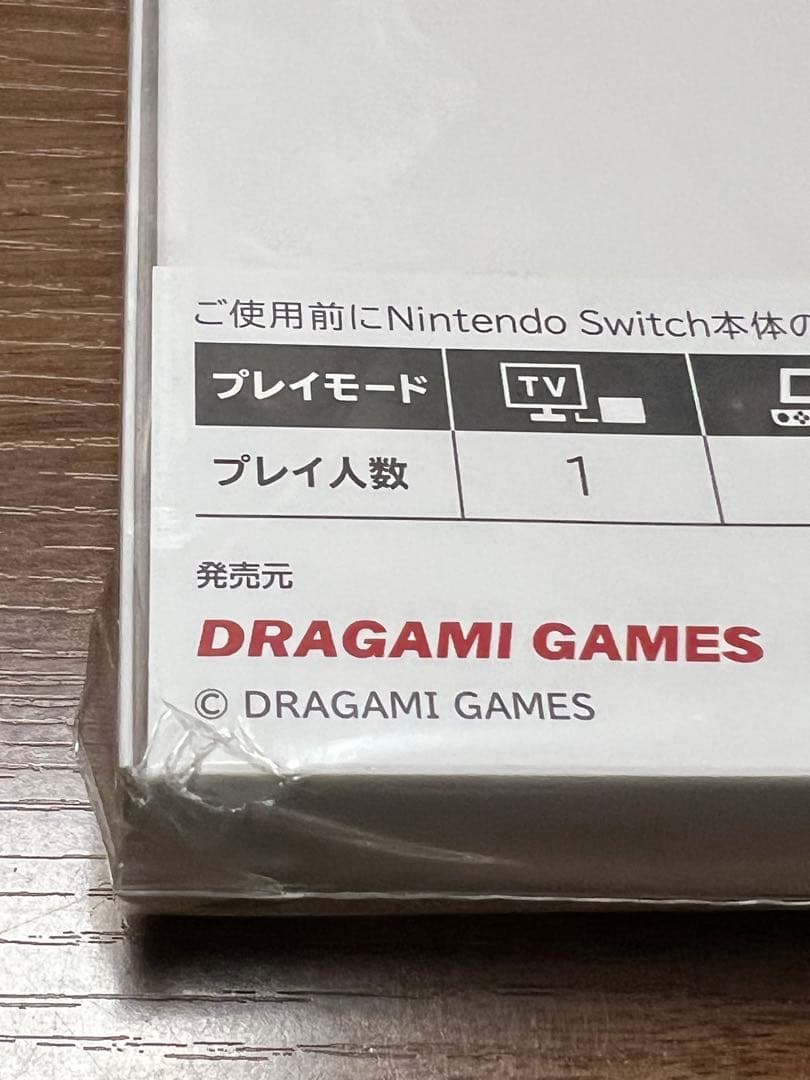 ご使用前にNintendo Switch本体の
プレイモード TV
プレイ人数 1
発売元
DRAGAMI GAMES
© DRAGAMI GAMES